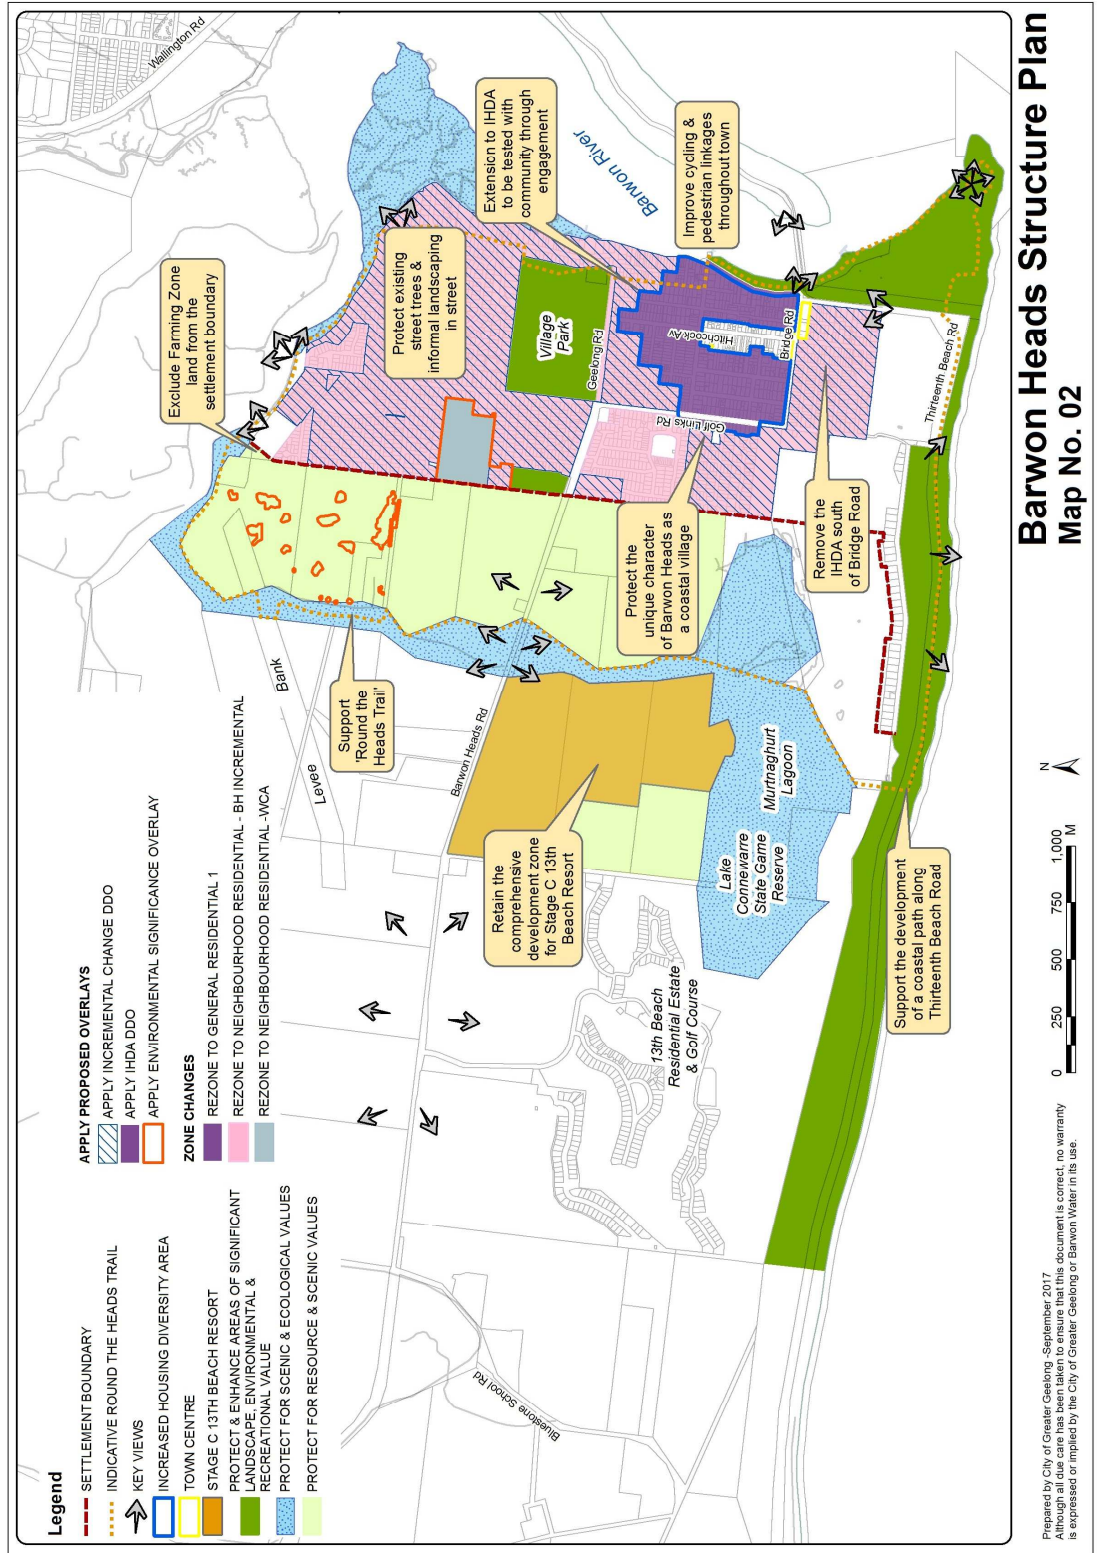 Barwon Heads Structure Plan
Map No. 02
Legend
SETTLEMENT BOUNDARY
INDICATIVE ROUND THE HEADS TRAIL
KEY VIEWS
INCREASED HOUSING DIVERSITY AREA
TOWN CENTRE
STAGE C 13TH BEACH RESORT
PROTECT & ENHANCE AREAS OF SIGNIFICANT
LANDSCAPE, ENVIRONMENTAL &
RECREATIONAL VALUE
PROTECT FOR SCENIC & ECOLOGICAL VALUES
PROTECT FOR RESOURCE & SCENIC VALUES
APPLY PROPOSED OVERLAYS
APPLY INCREMENTAL CHANGE DDO
APPLY IHDA DDO
APPLY ENVIRONMENTAL SIGNIFICANCE OVERLAY
ZONE CHANGES
REZONE TO GENERAL RESIDENTIAL 1
REZONE TO NEIGHBOURHOOD RESIDENTIAL - BH INCREMENTAL
REZONE TO NEIGHBOURHOOD RESIDENTIAL -WCA
Wallington Rd
Exclude Farming Zone
land from the
settlement boundary
Protect existing
street trees &
informal landscaping
in street
Extension to IHDA
to be tested with
community through
engagement
Barwon River
Improve cycling &
pedestrian linkages
throughout town
Village
Park
Geelong Rd
Hitchcock Av
Bridge Rd
Golf Links Rd
Thirteenth Beach Rd
Bank
Levee
Support
'Round the
Heads Trail'
Barwon Heads Rd
Protect the
unique character
of Barwon Heads as
a coastal village
Remove the
IHDA south
of Bridge Road
Retain the
comprehensive
development zone
for Stage C 13th
Beach Resort
Murtnaghurt
Lagoon
Lake
Connewarre
State Game
Reserve
13th Beach
Residential Estate
& Golf Course
Support the development
of a coastal path along
Thirteenth Beach Road
Bluestone School Rd
N
0 250 500 750 1,000
M
Prepared by City of Greater Geelong -September 2017
Although all due care has been taken to ensure that this document is correct, no warranty
is expressed or implied by the City of Greater Geelong or Barwon Water in its use.